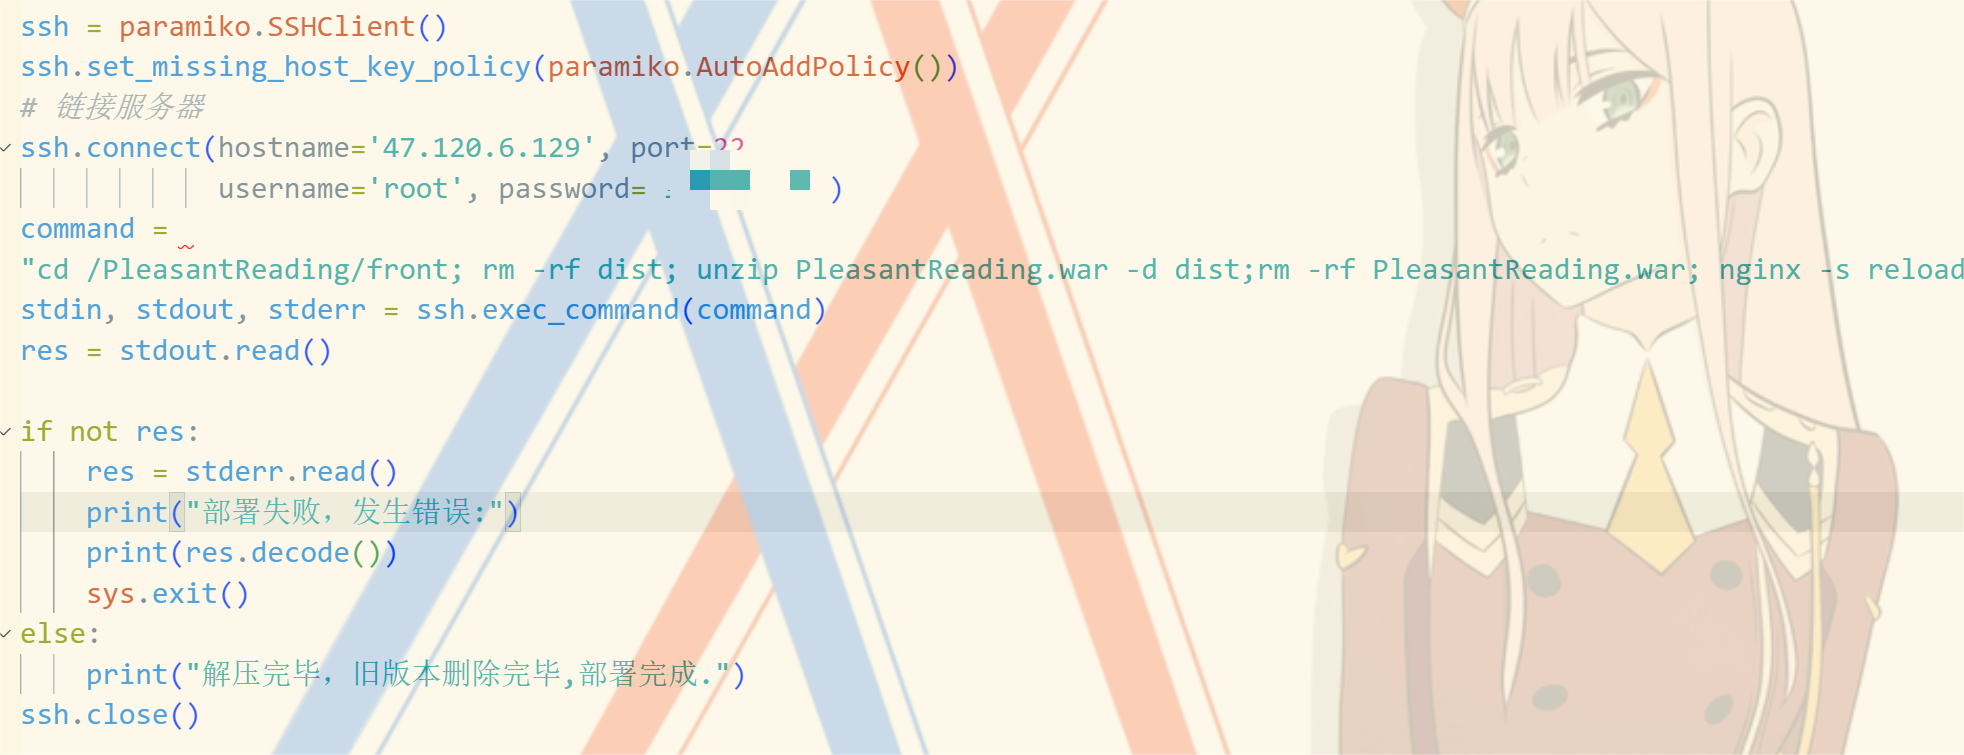 ssh = paramiko.SSHClient()
ssh.set_missing_host_key_policy(paramiko.AutoAddPolicy())
# 链接服务器
ssh.connect(hostname='47.120.6.129', port=22
username='root', password= )
command =
"cd /PleasantReading/front; rm -rf dist; unzip PleasantReading.war -d dist;rm -rf PleasantReading.war; nginx -s reload
stdin, stdout, stderr = ssh.exec_command(command)
res = stdout.read()
if not res:
res = stderr.read()
print("部署失败，发生错误:")
print(res.decode())
sys.exit()
else:
print("解压完毕，旧版本删除完毕,部署完成.")
ssh.close()